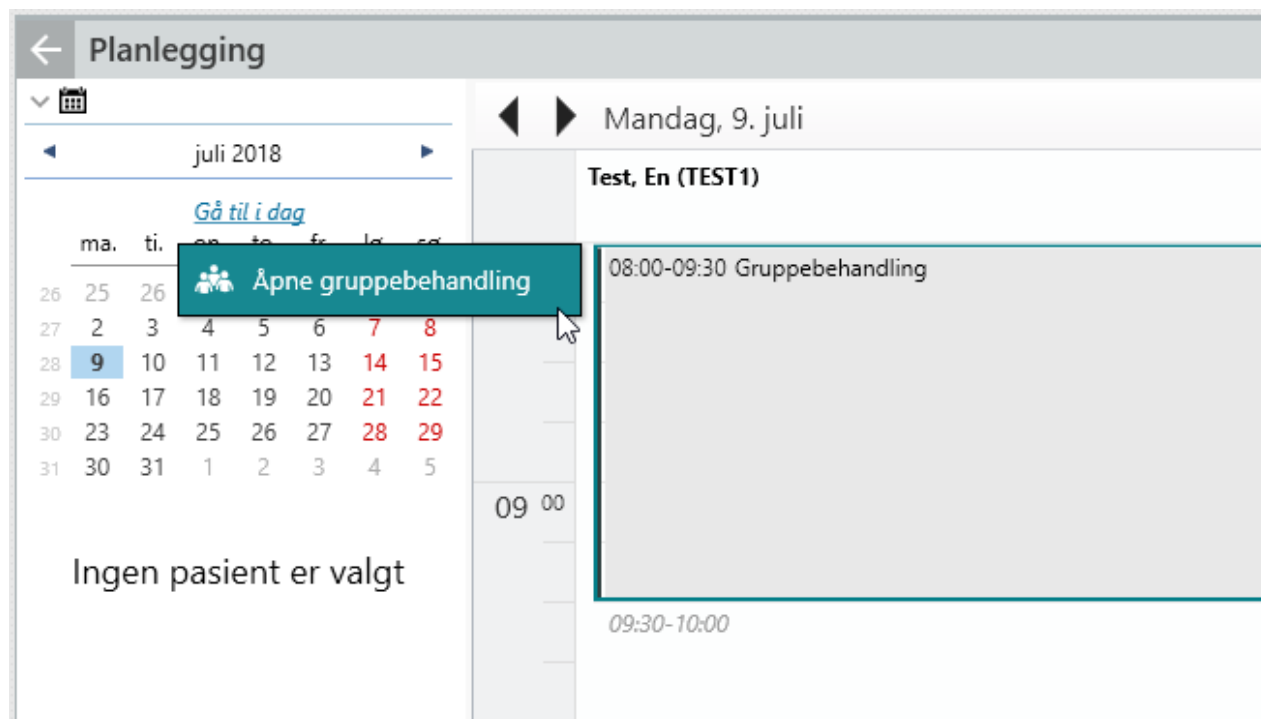 Planlegging
juli 2018
Gå til i dag
ma. ti.
Åpne gruppebehandling
26 25 26
27 2 3 4 5 6 7 8
28 9 10 11 12 13 14 15
29 16 17 18 19 20 21 22
30 23 24 25 26 27 28 29
31 30 31 1 2 3 4 5
Ingen pasient er valgt
Mandag, 9. juli
Test, En (TEST1)
08:00-09:30 Gruppebehandling
09 00
09:30-10:00